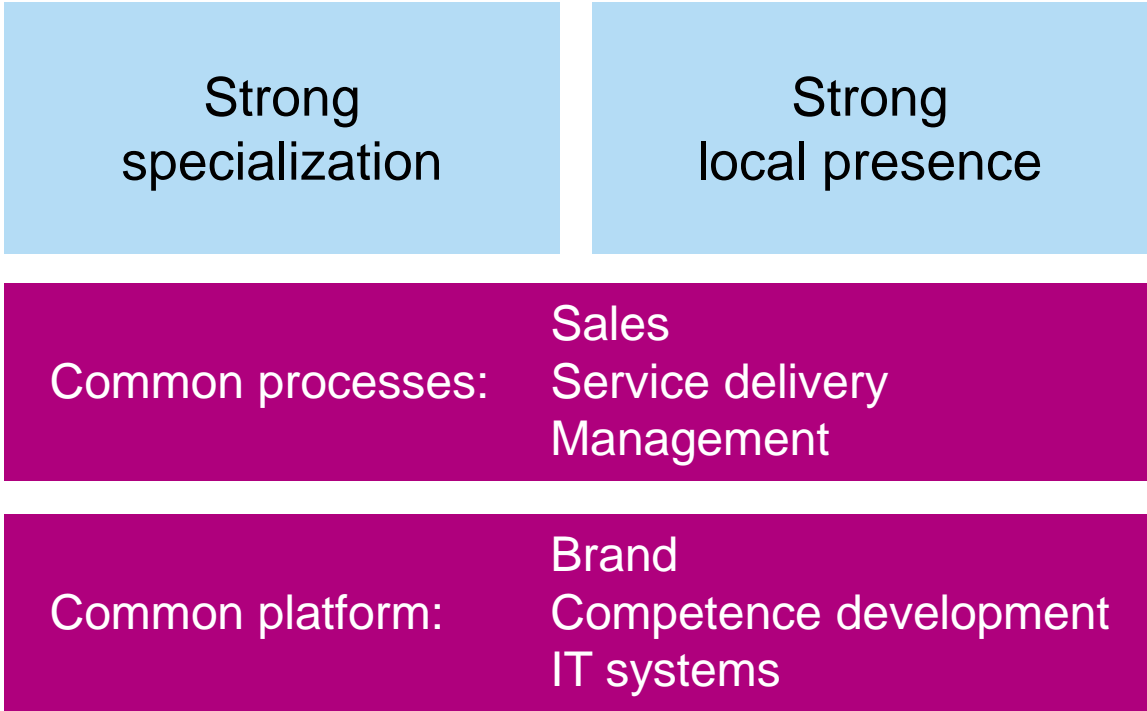 Strong
specialization
Strong
local presence
Common processes:
Sales
Service delivery
Management
Common platform:
Brand
Competence development
IT systems